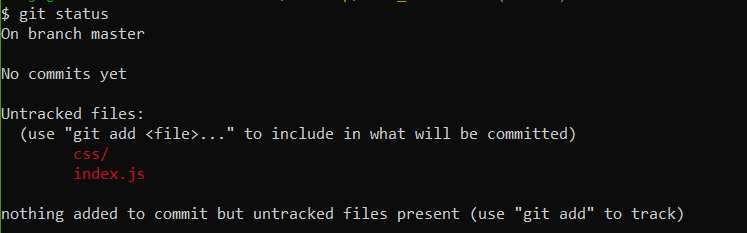 $ git status
On branch master
No commits yet
Untracked files:
(use "git add <file>..." to include in what will be committed)
css/
index.js
nothing added to commit but untracked files present (use "git add" to track)